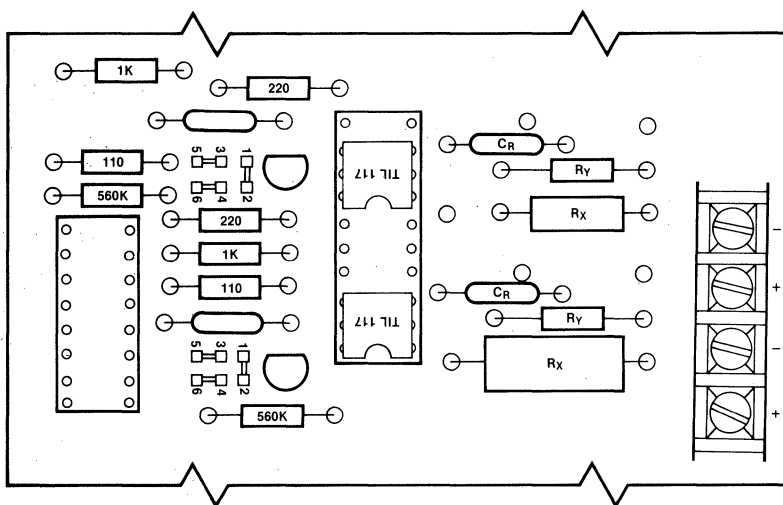 1K
220
5 3 1
6 4 2
110
560K
TIL 117
CR
RY
RX
220
1K
110
CR
RY
RX
TIL 117
5 3 1
6 4 2
560K
-
+
-
+